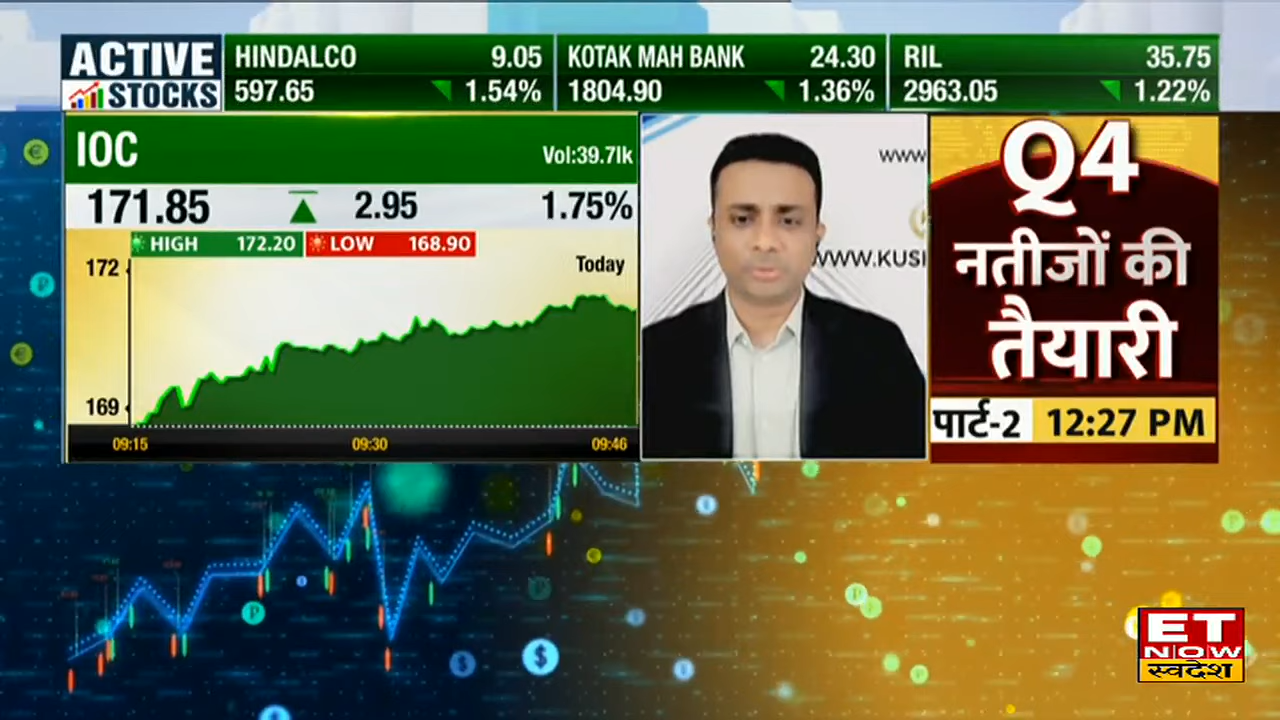 ACTIVE
STOCKS
HINDALCO 9.05
597.65 1.54%
KOTAK MAH BANK 24.30
1804.90 1.36%
RIL 35.75
2963.05 1.22%
IOC Vol:39.7lk
171.85 2.95 1.75%
HIGH 172.20 LOW 168.90
172 Today
169
09:15 09:30 09:46
WWW.KUSH
Q4
नतीजों की
तैयारी
पार्ट-2 12:27 PM
ET
NOW
स्वदेश